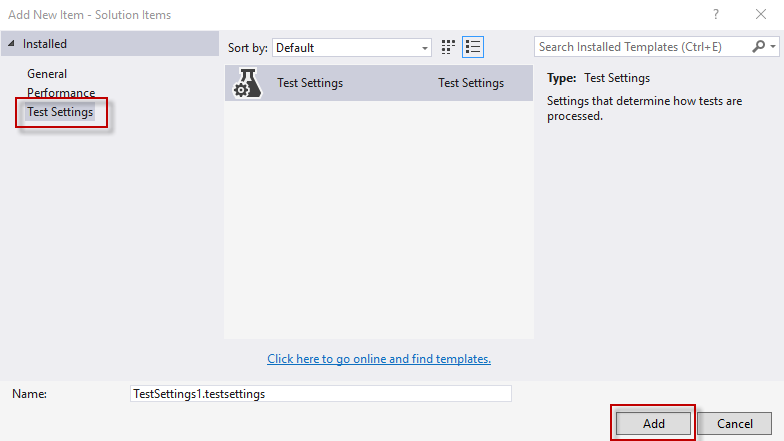 Add New Item - Solution Items
Installed
Sort by: Default
Search Installed Templates (Ctrl+E)
General
Performance
Test Settings
Test Settings Test Settings
Type: Test Settings
Settings that determine how tests are
processed.
Click here to go online and find templates.
Name: TestSettings1.testsettings
Add Cancel